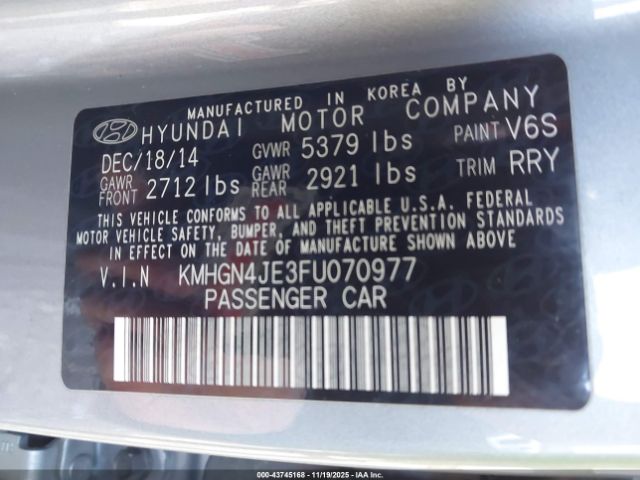 MANUFACTURED IN KOREA BY
HYUNDAI MOTOR COMPANY
DEC/18/14 GVWR 5379 lbs PAINT V6S
GAWR FRONT 2712 lbs GAWR REAR 2921 lbs TRIM RRY
THIS VEHICLE CONFORMS TO ALL APPLICABLE U.S.A. FEDERAL
MOTOR VEHICLE SAFETY, BUMPER, AND THEFT PREVENTION STANDARDS
IN EFFECT ON THE DATE OF MANUFACTURE SHOWN ABOVE.
V.I.N KMHGN4JE3FU070977
PASSENGER CAR
000-43745168 - 11/19/2025 - IAAI.COM